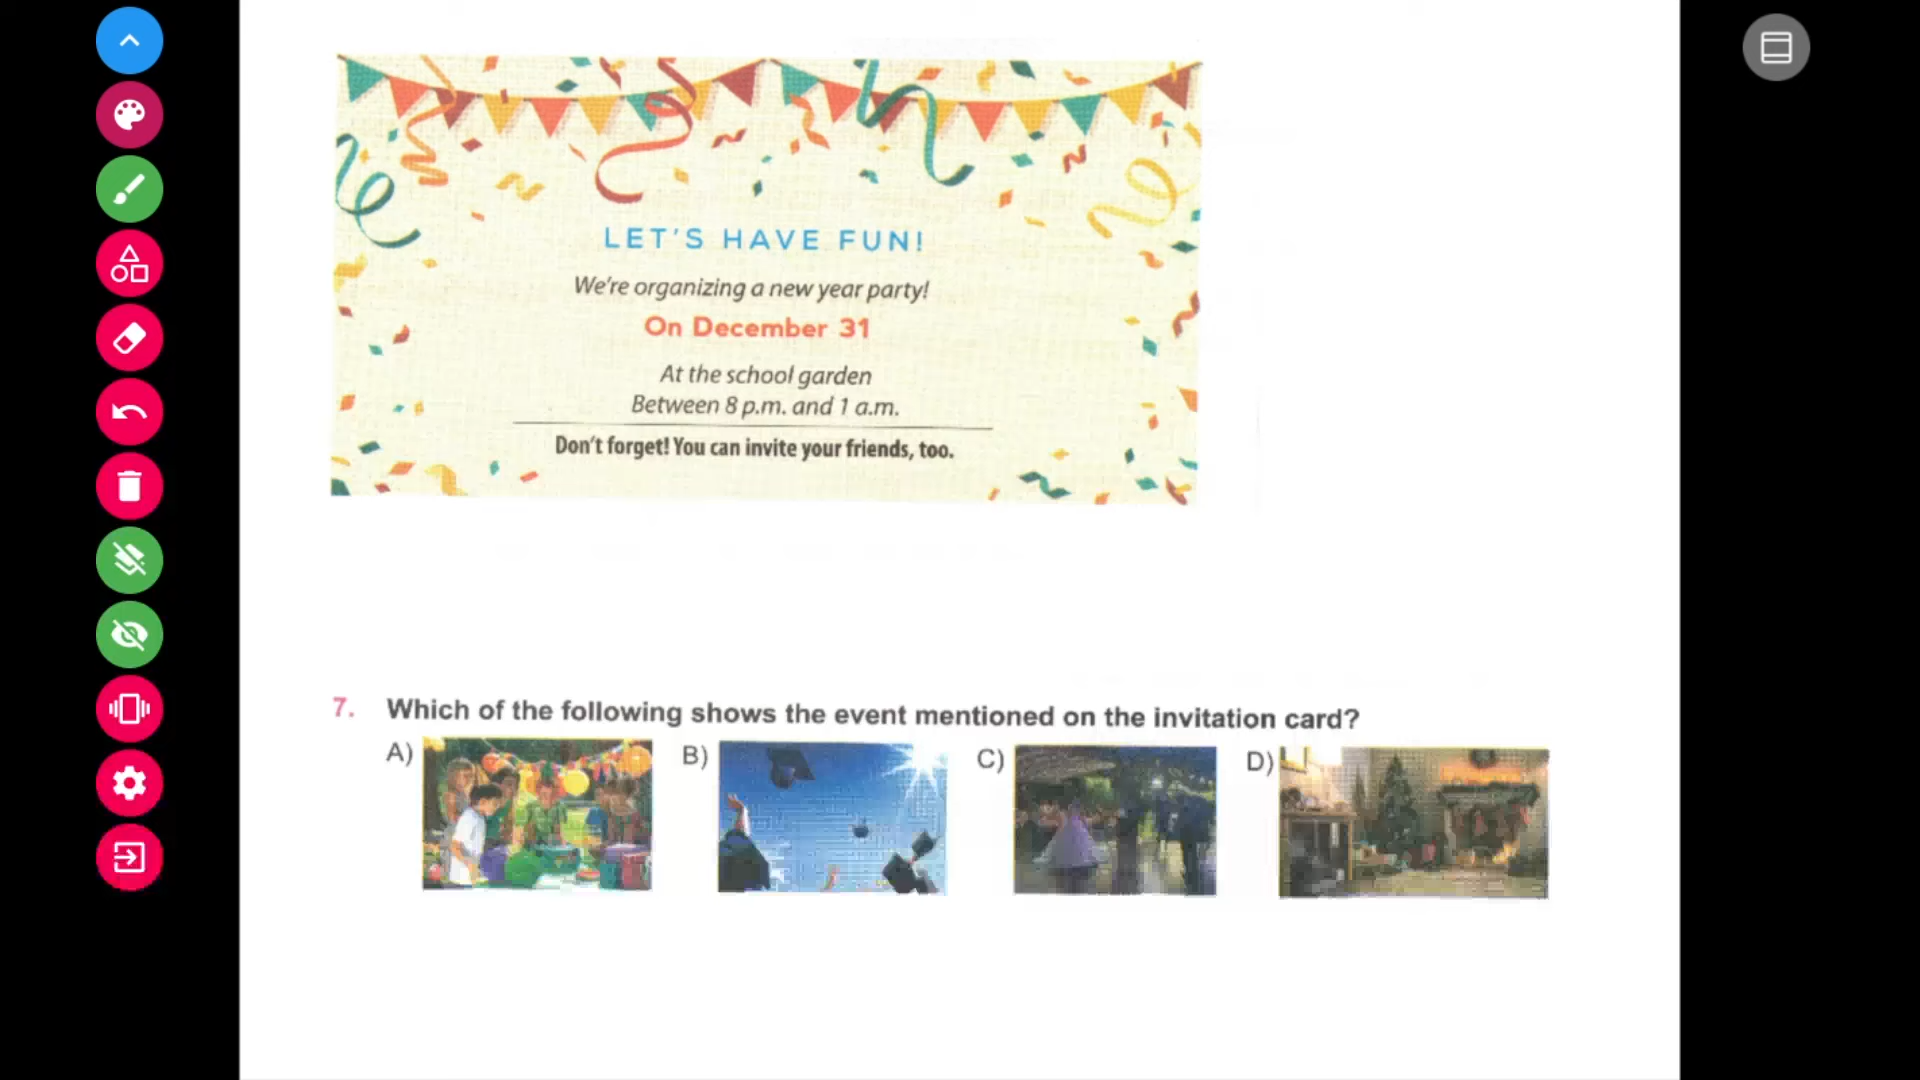 LET'S HAVE FUN!
We're organizing a new year party!
On December 31
At the school garden
Between 8 p.m. and 1 a.m.
Don't forget! You can invite your friends, too.
7. Which of the following shows the event mentioned on the invitation card?
A) B) C) D)